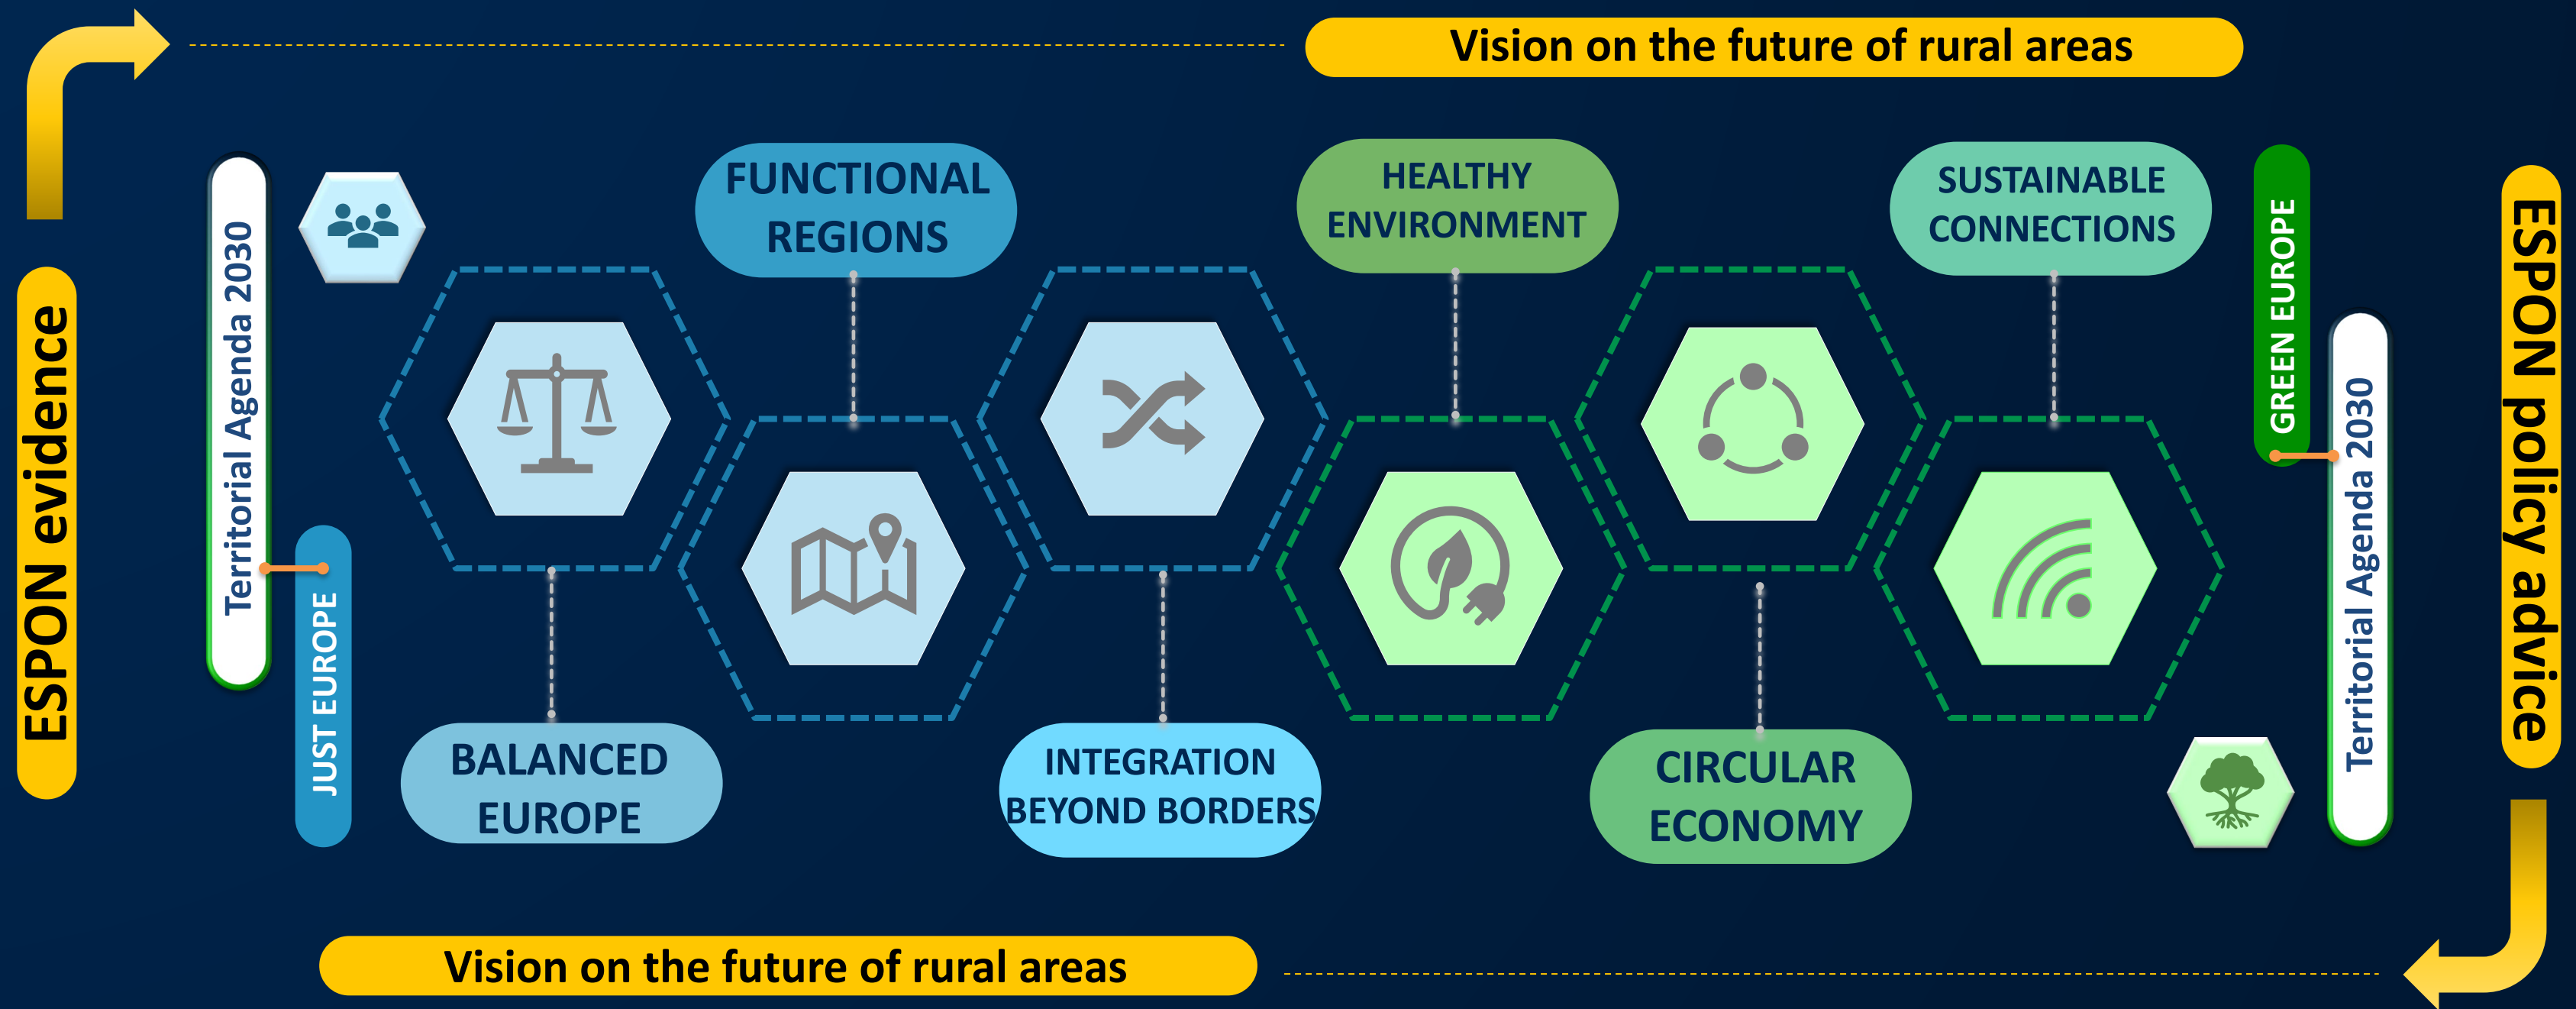 Vision on the future of rural areas
ESPON evidence
Territorial Agenda 2030
JUST EUROPE
FUNCTIONAL
REGIONS
HEALTHY
ENVIRONMENT
SUSTAINABLE
CONNECTIONS
BALANCED
EUROPE
INTEGRATION
BEYOND BORDERS
CIRCULAR
ECONOMY
GREEN EUROPE
Territorial Agenda 2030
ESPON policy advice
Vision on the future of rural areas